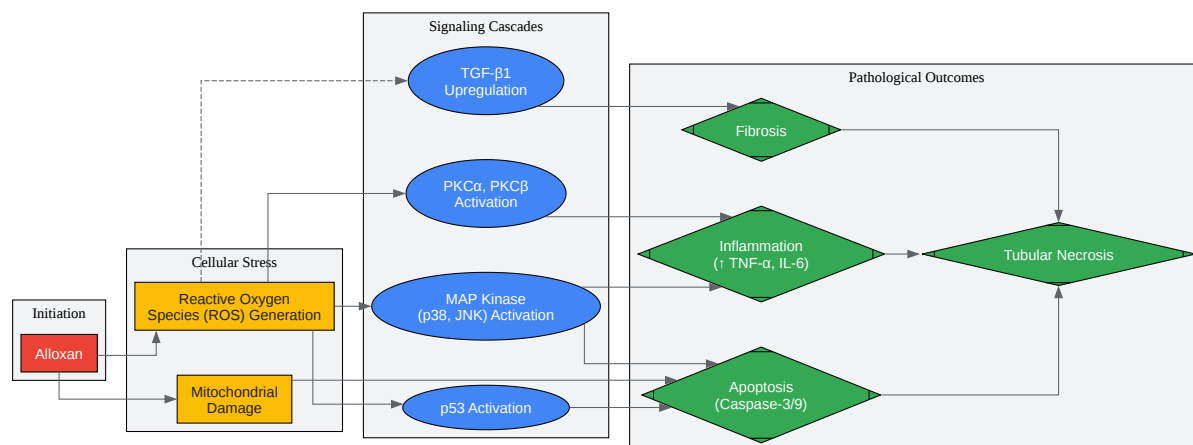 Initiation
Alloxan
Cellular Stress
Reactive Oxygen
Species (ROS) Generation
Mitochondrial
Damage
Signaling Cascades
TGF-β1
Upregulation
PKCα, PKCβ
Activation
MAP Kinase
(p38, JNK) Activation
p53 Activation
Pathological Outcomes
Fibrosis
Inflammation
(↑ TNF-α, IL-6)
Apoptosis
(Caspase-3/9)
Tubular Necrosis